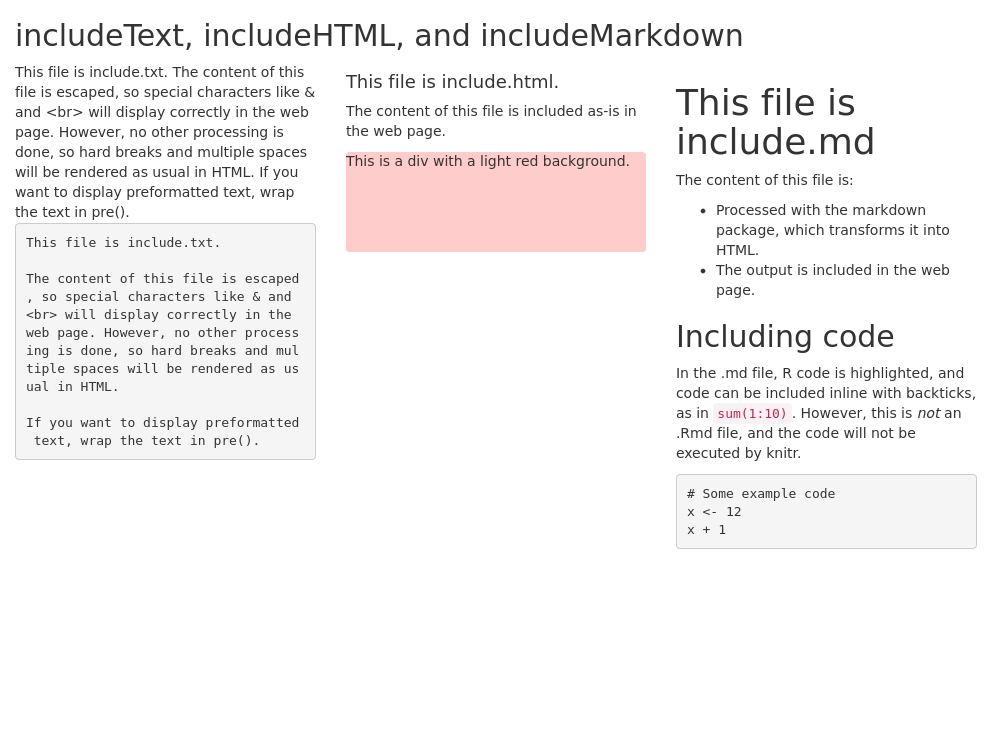 includeText, includeHTML, and includeMarkdown
This file is include.txt. The content of this
file is escaped, so special characters like &
and <br> will display correctly in the web
page. However, no other processing is
done, so hard breaks and multiple spaces
will be rendered as usual in HTML. If you
want to display preformatted text, wrap
the text in pre().
This file is include.txt.
The content of this file is escaped
, so special characters like & and
<br> will display correctly in the
web page. However, no other process
ing is done, so hard breaks and mul
tiple spaces will be rendered as us
ual in HTML.
If you want to display preformatted
 text, wrap the text in pre().
This file is include.html.
The content of this file is included as-is in
the web page.
This is a div with a light red background.
This file is
include.md
The content of this file is:
• Processed with the markdown
package, which transforms it into
HTML.
• The output is included in the web
page.
Including code
In the .md file, R code is highlighted, and
code can be included inline with backticks,
as in sum(1:10). However, this is not an
.Rmd file, and the code will not be
executed by knitr.
# Some example code
x <- 12
x + 1